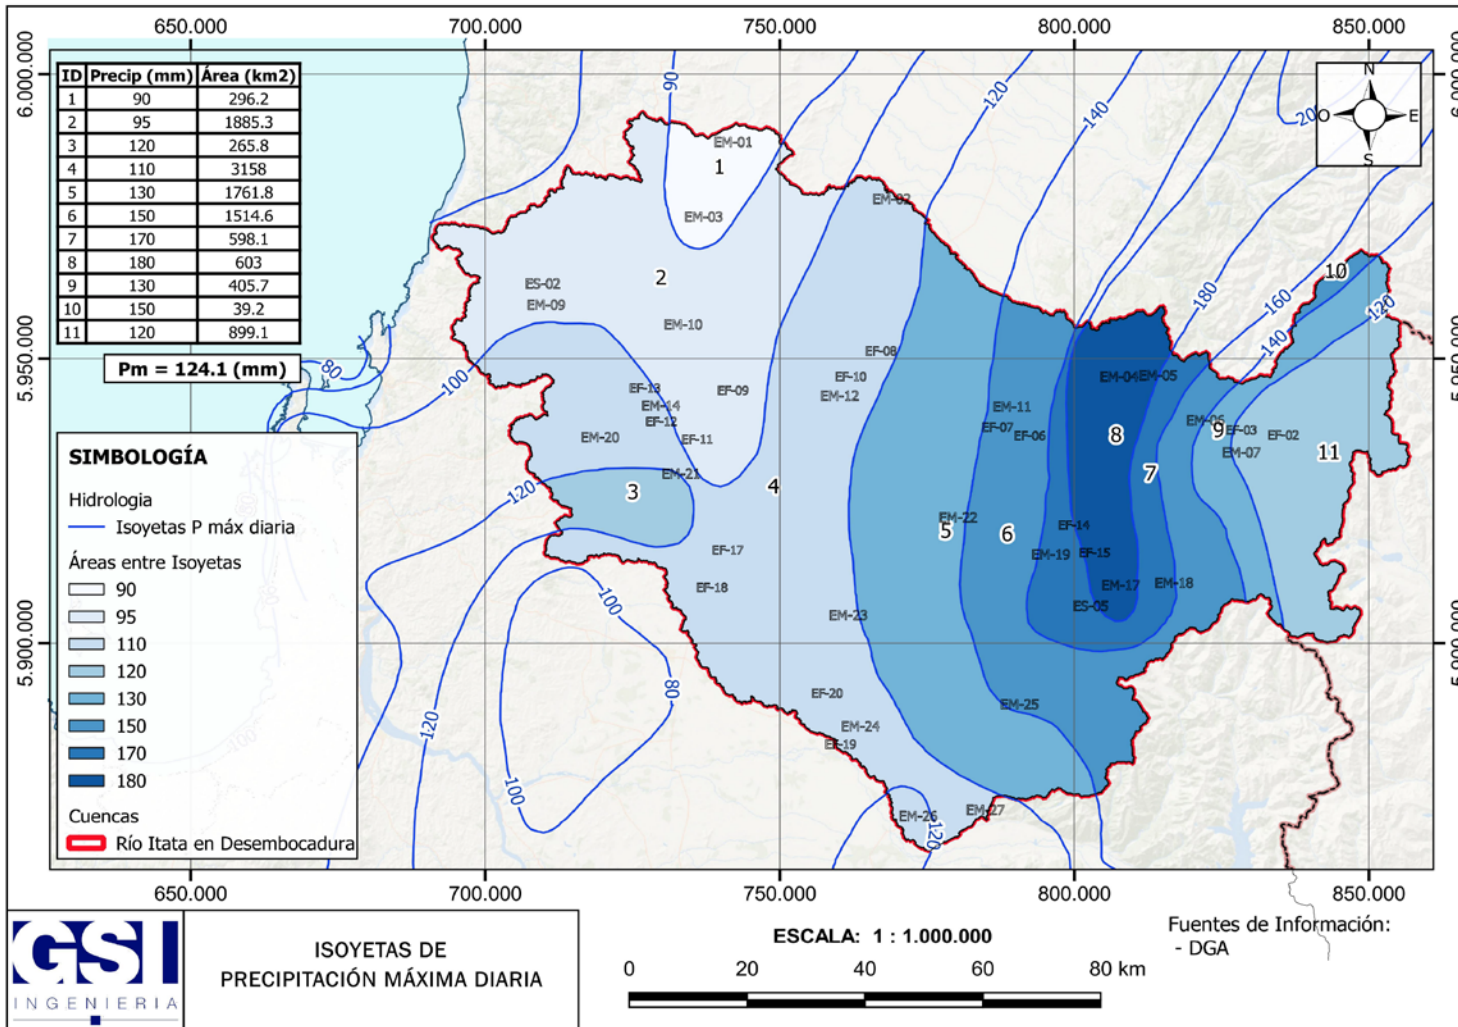 650.000 700.000 750.000 800.000 850.000
6.000.000
5.950.000
5.900.000
6.000.000
5.950.000
5.900.000
ID Precip (mm) Área (km2)
1 90 296.2
2 95 1885.3
3 120 265.8
4 110 3158
5 130 1761.8
6 150 1514.6
7 170 598.1
8 180 603
9 130 405.7
10 150 39.2
11 120 899.1
Pm = 124.1 (mm)
N
O E
S
120
140
EM-01
1
EM-02
EM-03
10
2
ES-02
EM-09
180
160
120
EM-10
140
EF-08
80
100
EF-13
EF-09
EF-10
EM-04
EM-05
EM-14
EM-12
EM-11
EF-12
EF-07
EF-06
EM-06
9
EF-03
EF-02
EM-20
EF-11
8
EM-07
11
EM-21
7
120
3
4
EM-22
5
6
EF-14
EF-17
EM-19
EF-15
EF-18
EM-17
EM-18
100
EM-23
ES-05
80
EF-20
EM-25
120
EM-24
EF-19
100
EM-26
EM-27
120
SIMBOLOGÍA
Hidrologia
Isoyetas P máx diaria
Áreas entre Isoyetas
90
95
110
120
130
150
170
180
Cuencas
Río Itata en Desembocadura
650.000 700.000 750.000 800.000 850.000
GSI
INGENIERIA
ISOYETAS DE
PRECIPITACIÓN MÁXIMA DIARIA
ESCALA: 1 : 1.000.000
0 20 40 60 80 km
Fuentes de Información:
- DGA